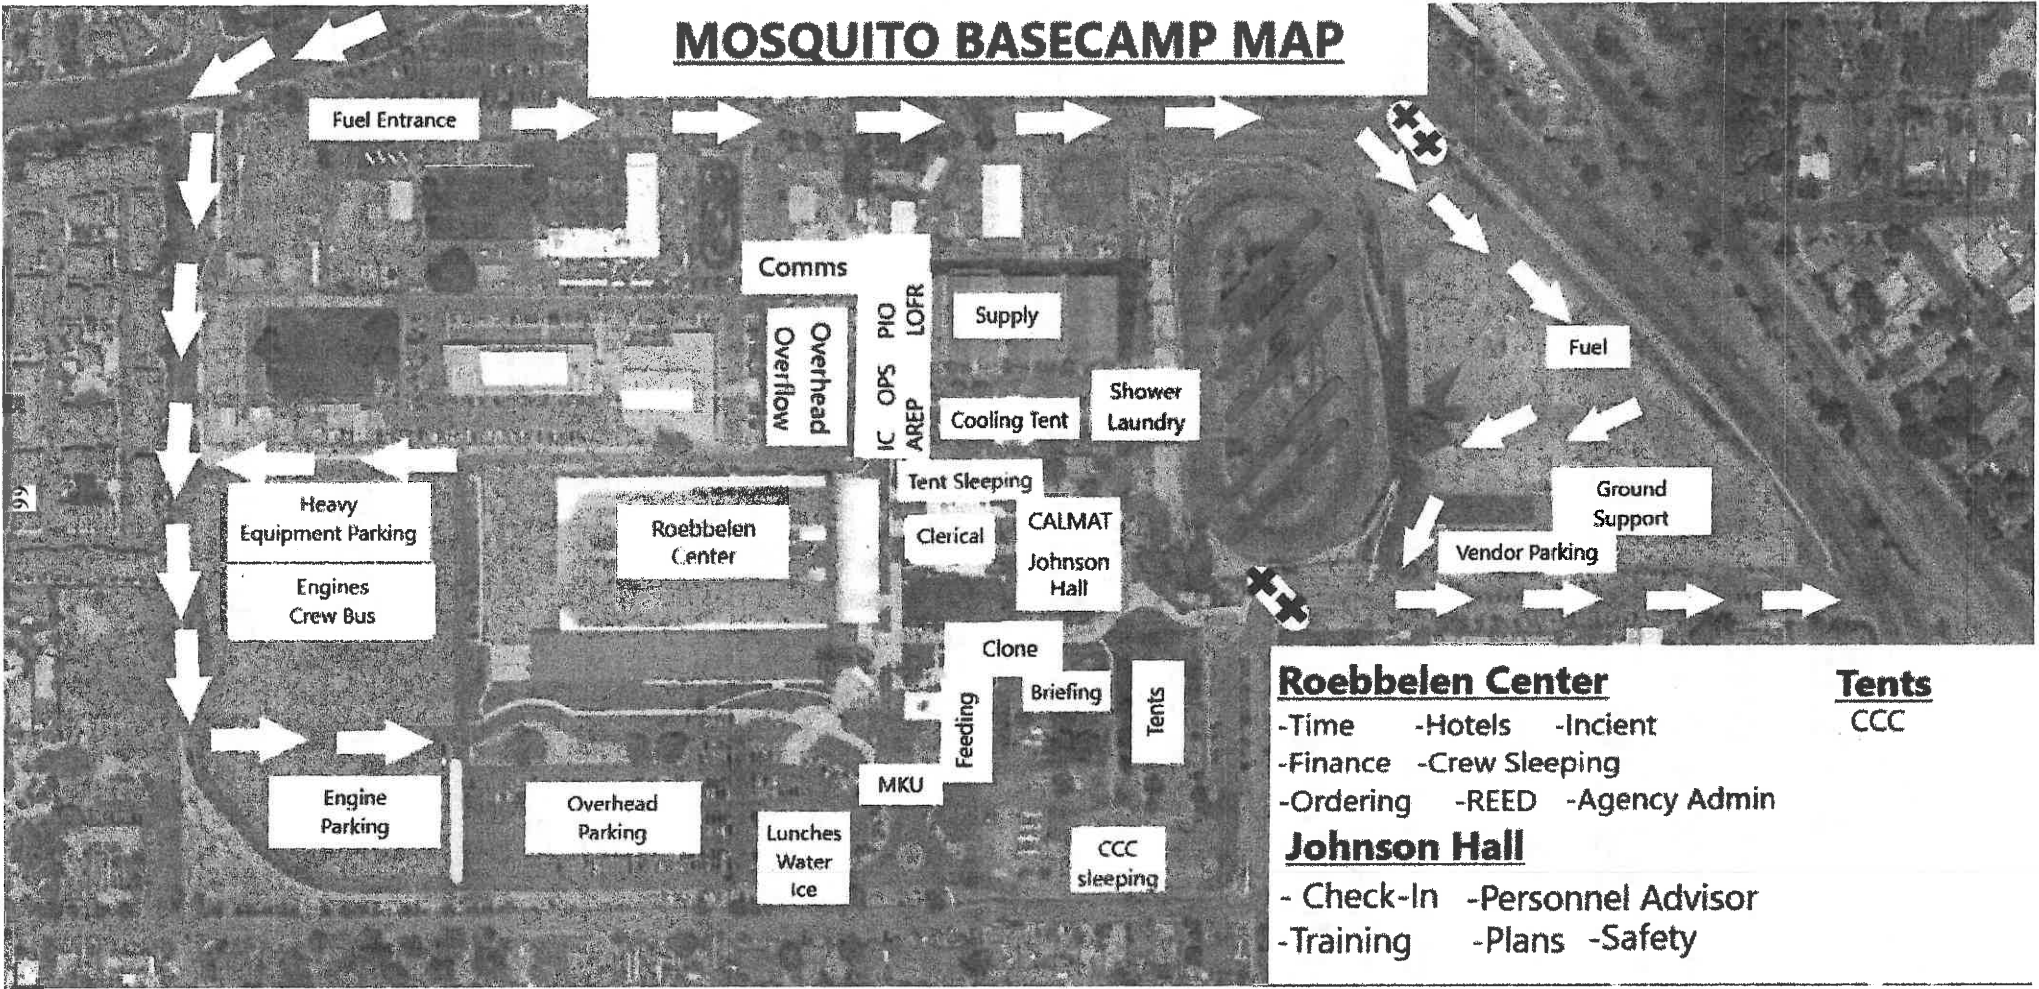 MOSQUITO BASECAMP MAP
Fuel Entrance
Comms
PIO
LOFR
Supply
Overhead
Overflow
IC OPS
AREP
Fuel
Shower
Laundry
Cooling Tent
Tent Sleeping
Heavy
Equipment Parking
Engines
Crew Bus
Roebbelen
Center
Clerical
CALMAT
Johnson
Hall
Ground
Support
Vendor Parking
99
Clone
Briefing
Feeding
Tents
MKU
Engine
Parking
Overhead
Parking
Lunches
Water
Ice
CCC
sleeping
Roebbelen Center
-Time -Hotels -Incient
-Finance -Crew Sleeping
-Ordering -REED -Agency Admin
Tents
CCC
Johnson Hall
- Check-In -Personnel Advisor
-Training -Plans -Safety